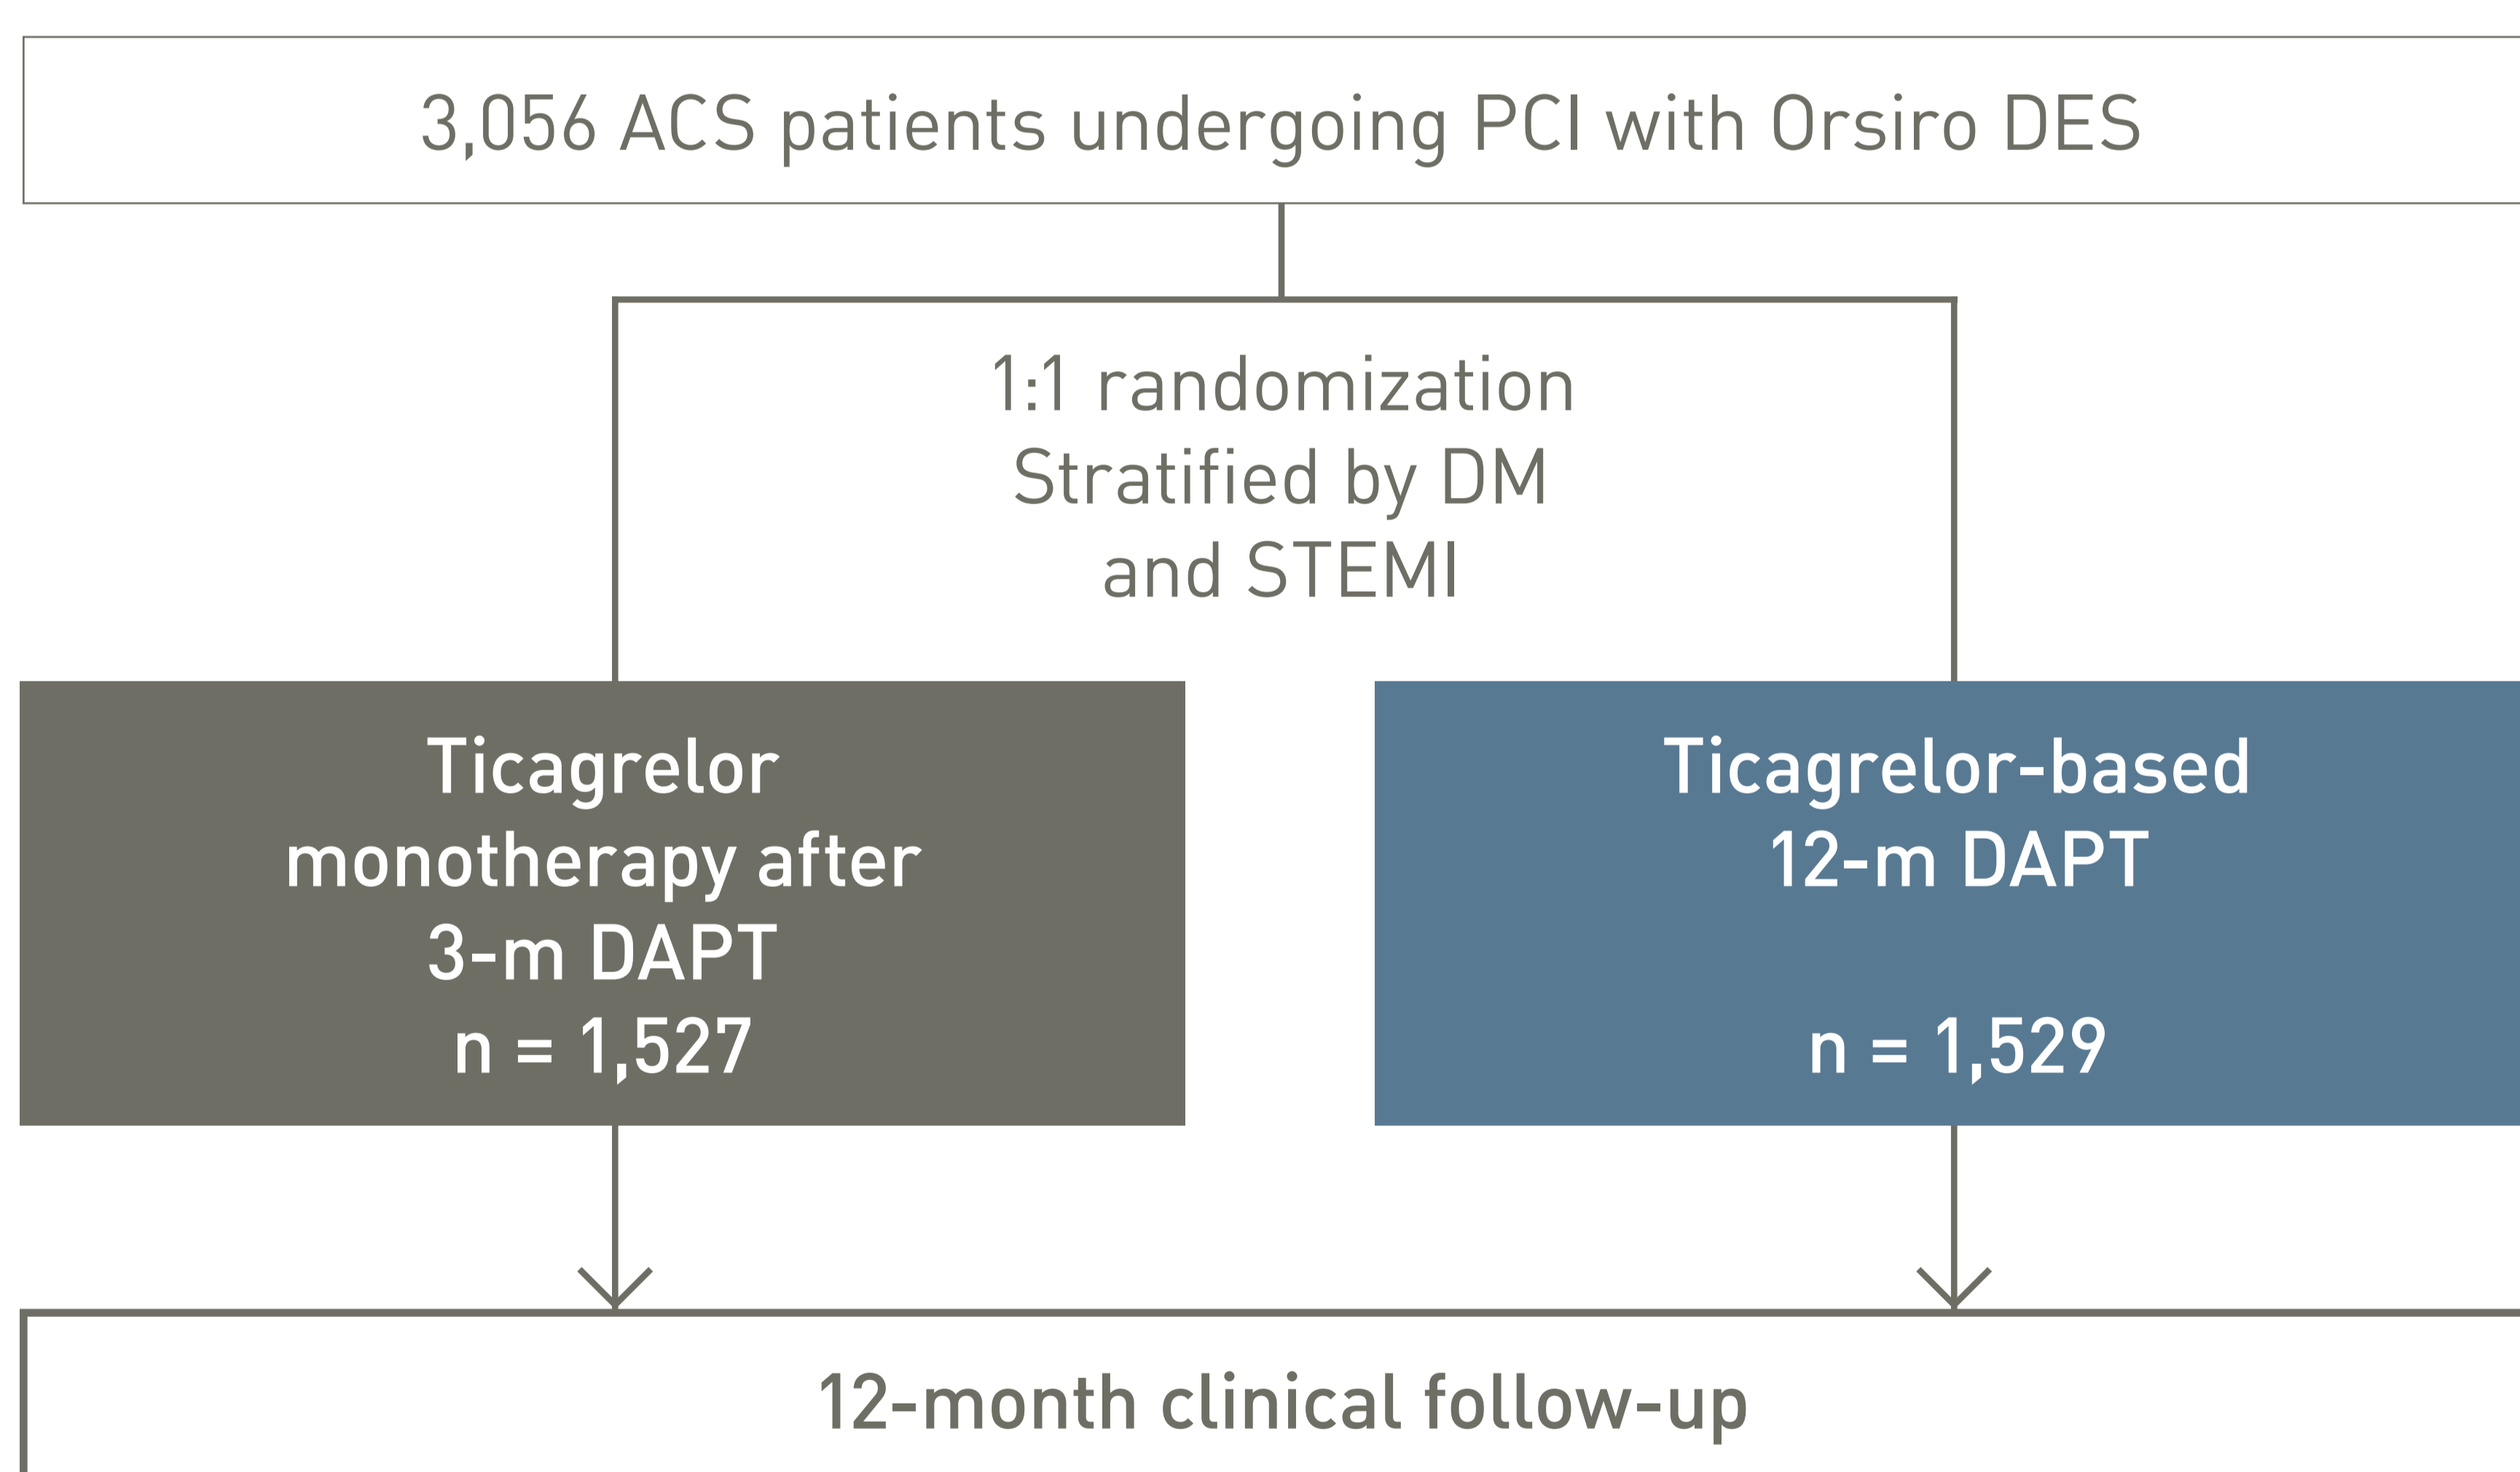 3,056 ACS patients undergoing PCI with Orsiro DES
1:1 randomization
Stratified by DM
and STEMI
Ticagrelor
monotherapy after
3-m DAPT
n = 1,527
Ticagrelor-based
12-m DAPT
n = 1,529
12-month clinical follow-up